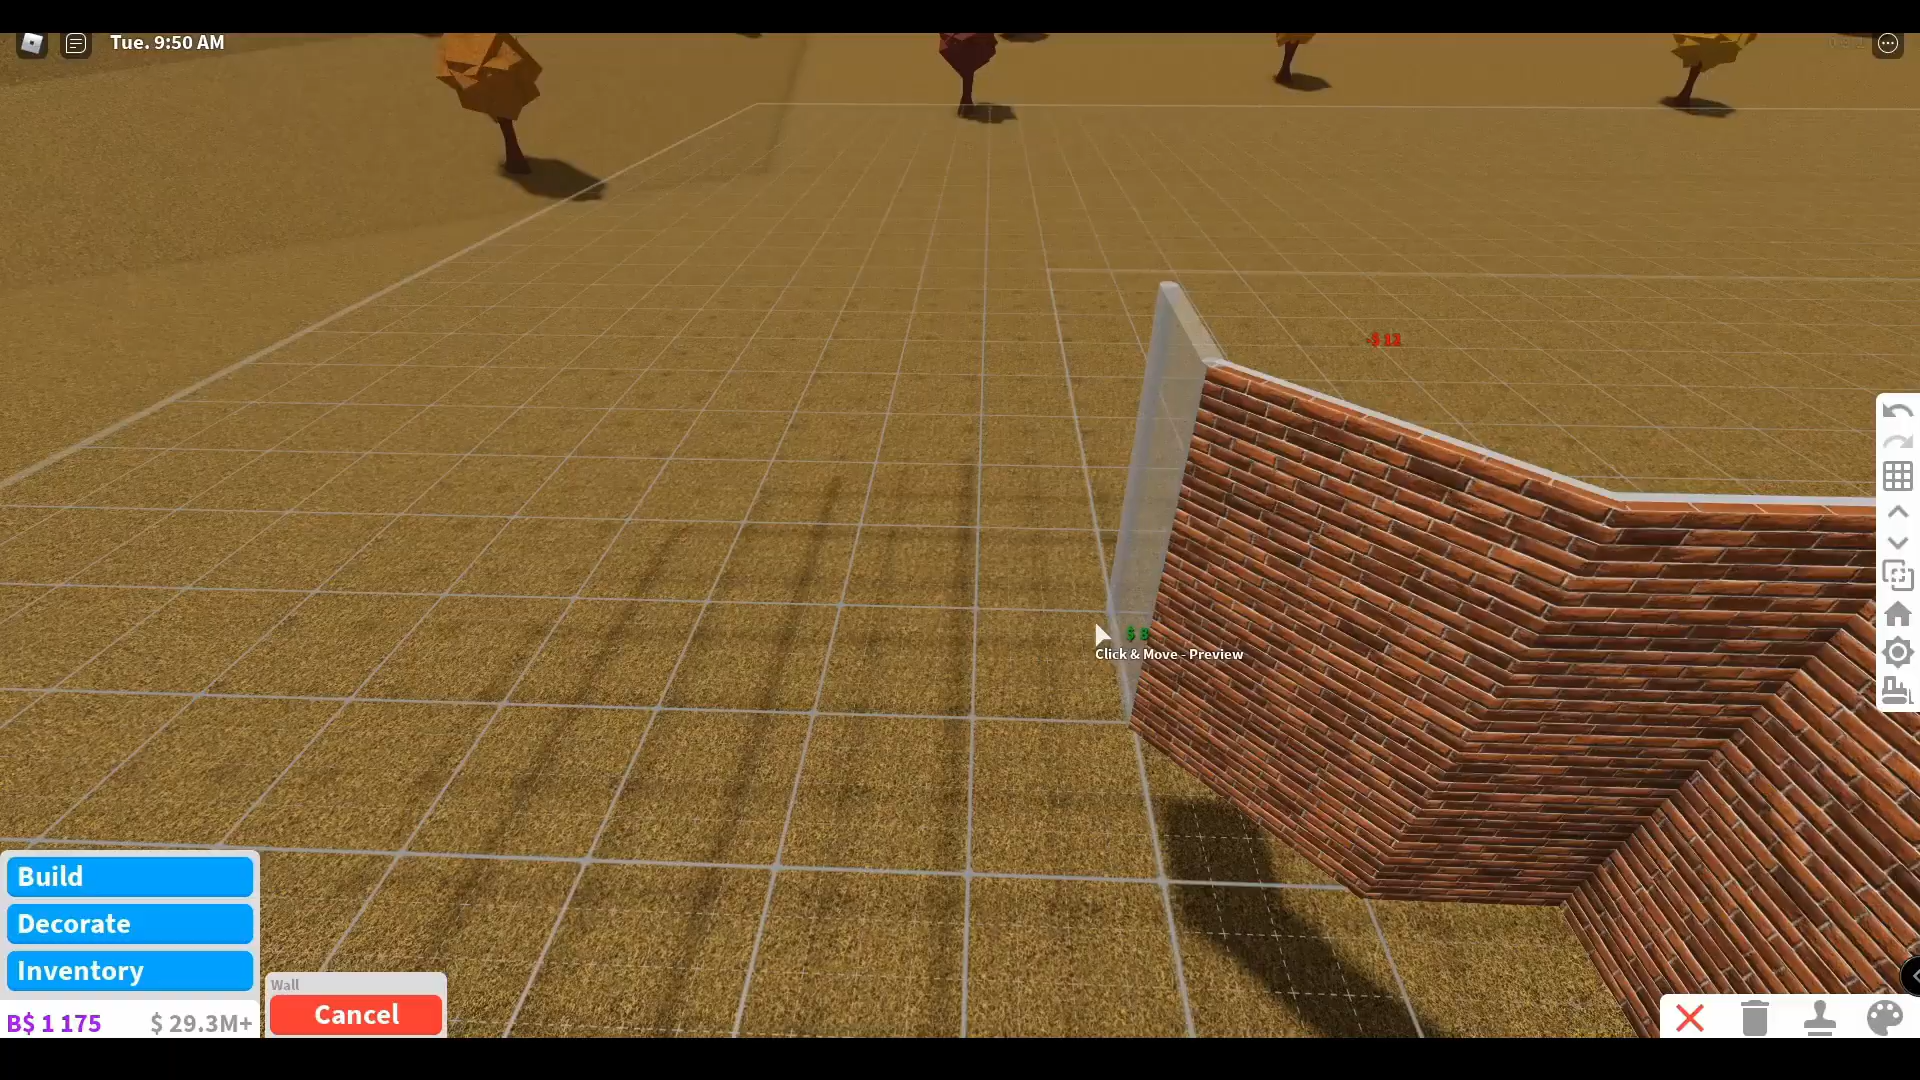 Tue. 9:50 AM
-$ 12
$ 8
Click & Move - Preview
Build
Decorate
Inventory
B$ 1 175
$ 29.3M+
Wall
Cancel